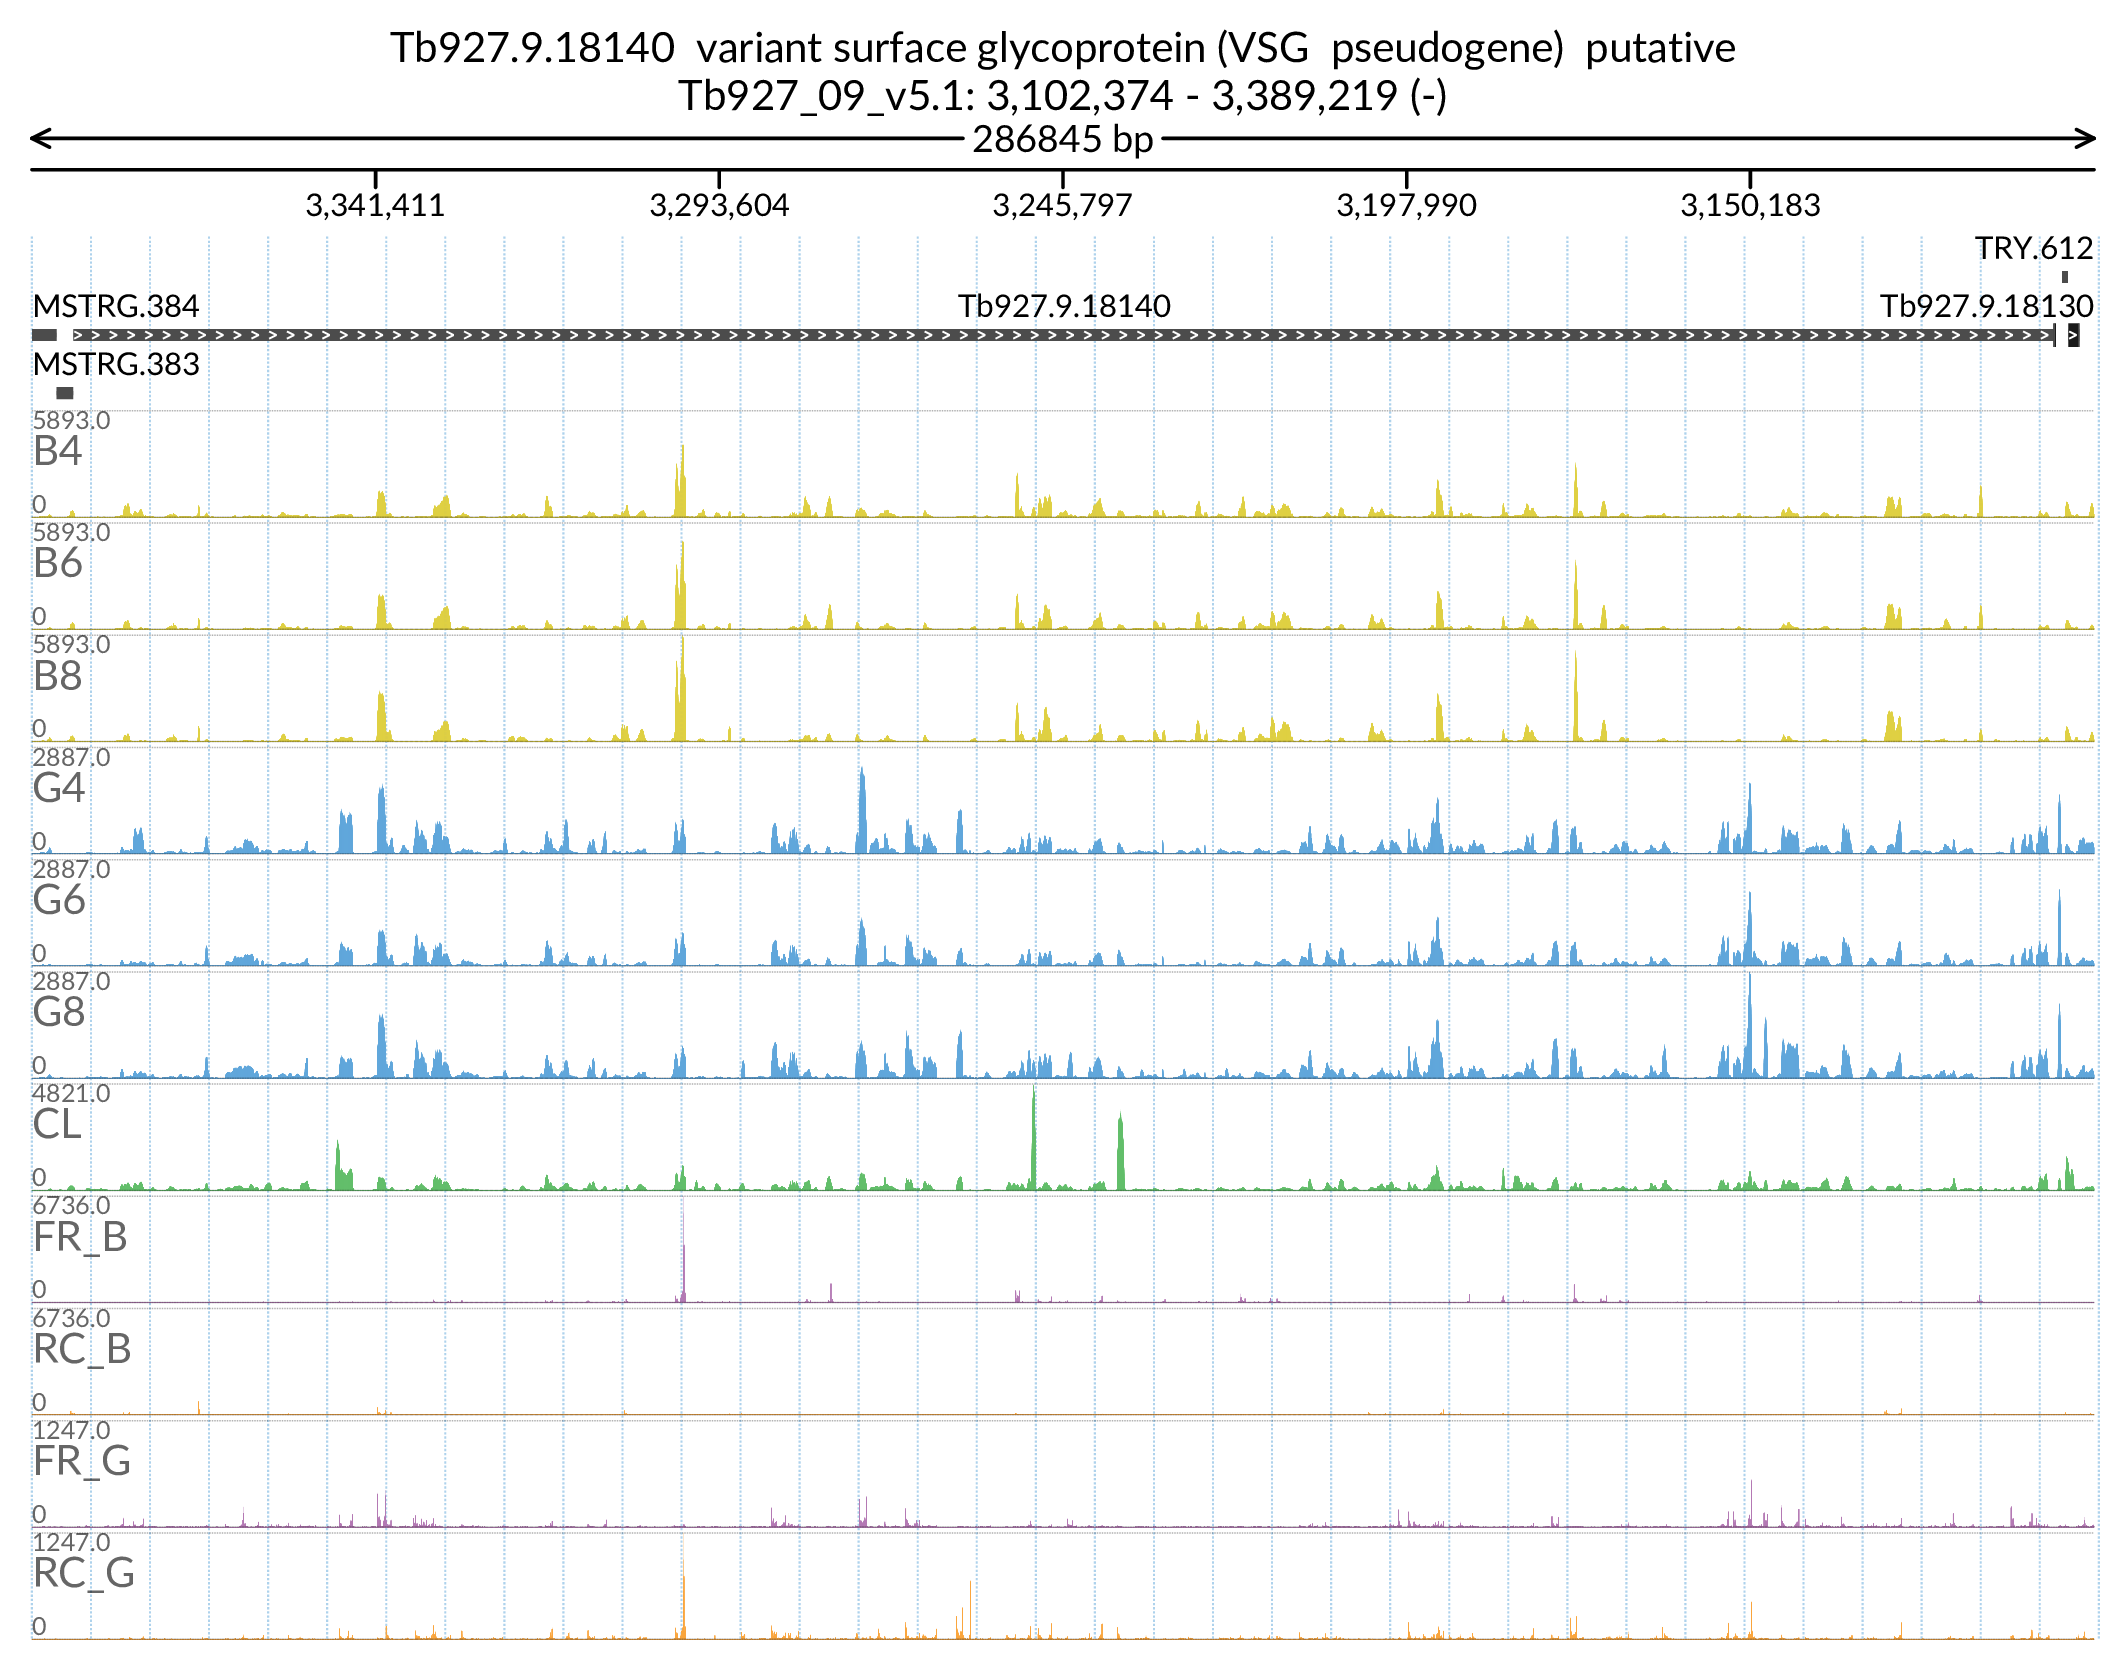 Tb927.9.18140 variant surface glycoprotein (VSG pseudogene) putative
Tb927_09_v5.1: 3,102,374 - 3,389,219 (-)
286845 bp
3,341,411 3,293,604 3,245,797 3,197,990 3,150,183
TRY.612
MSTRG.384 Tb927.9.18140 Tb927.9.18130
MSTRG.383
5893.0
B4
0
5893.0
B6
0
5893.0
B8
0
2887.0
G4
0
2887.0
G6
0
2887.0
G8
0
4821.0
CL
0
6736.0
FR_B
0
6736.0
RC_B
0
1247.0
FR_G
0
1247.0
RC_G
0